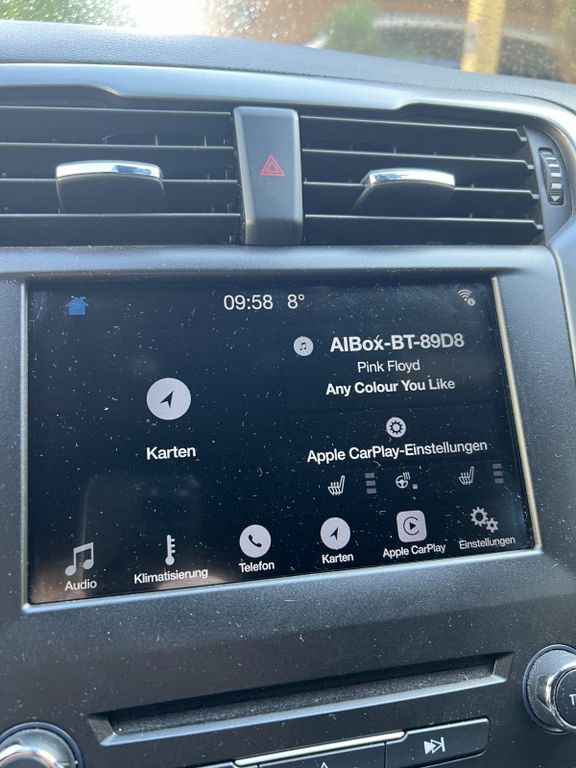 09:58 8°
AIBox-BT-89D8
Pink Floyd
Any Colour You Like
Karten
Apple CarPlay-Einstellungen
Audio
Klimatisierung
Telefon
Karten
Apple CarPlay
Einstellungen